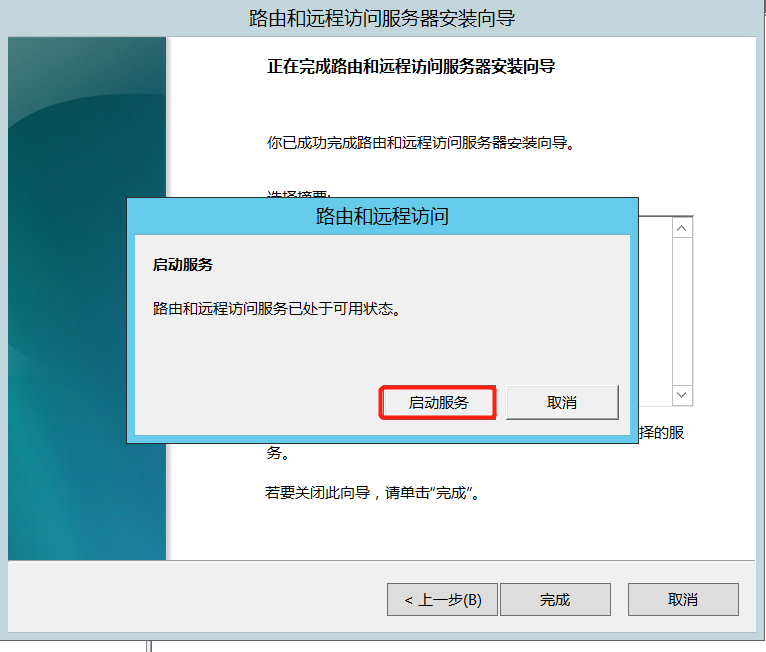 路由和远程访问服务器安装向导
正在完成路由和远程访问服务器安装向导
你已成功完成路由和远程访问服务器安装向导。
选择摘要:
路由和远程访问
启动服务
路由和远程访问服务已处于可用状态。
启动服务 取消
择的服
务。
若要关闭此向导，请单击“完成”。
< 上一步(B) 完成 取消